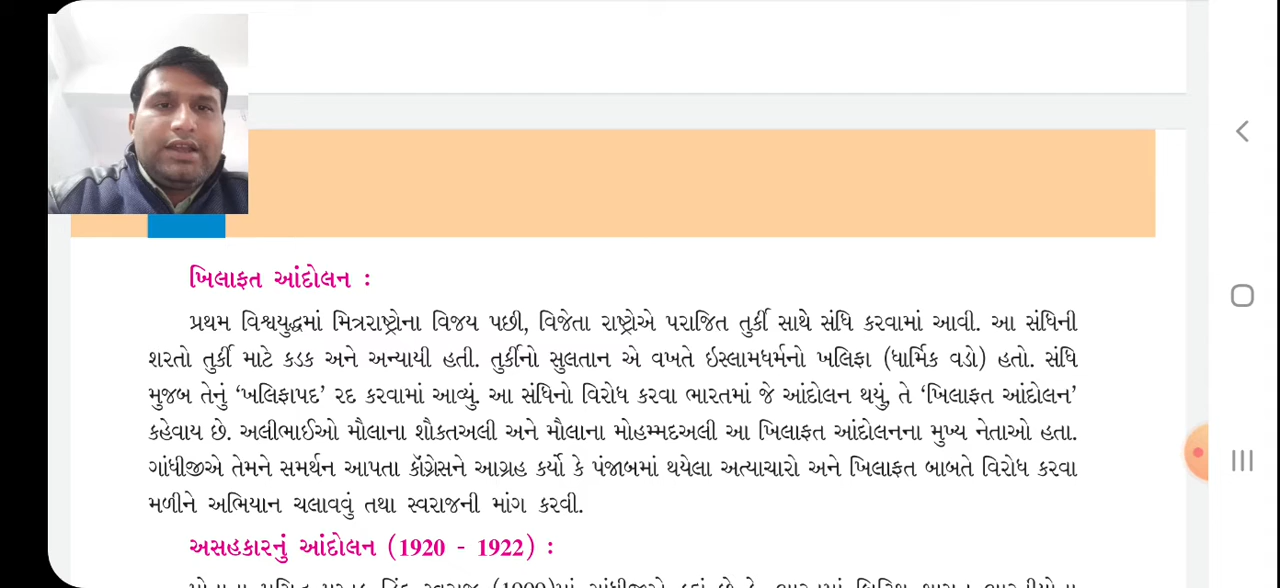 ખિલાફત આંદોલન :
પ્રથમ વિશ્વયુદ્ધમાં મિત્રરાષ્ટ્રોના વિજય પછી, વિજેતા રાષ્ટ્રોએ પરાજિત તુર્કી સાથે સંધિ કરવામાં આવી. આ સંધિની
શરતો તુર્કી માટે કડક અને અન્યાયી હતી. તુર્કીનો સુલતાન એ વખતે ઇસ્લામધર્મનો ખલિફા (ધાર્મિક વડો) હતો. સંધિ
મુજબ તેનું ‘ખલિફાપદ’ રદ કરવામાં આવ્યું. આ સંધિનો વિરોધ કરવા ભારતમાં જે આંદોલન થયું, તે ‘ખિલાફત આંદોલન’
કહેવાય છે. અલીભાઈઓ મૌલાના શૌકતઅલી અને મૌલાના મોહમ્મદઅલી આ ખિલાફત આંદોલનના મુખ્ય નેતાઓ હતા.
ગાંધીજીએ તેમને સમર્થન આપતા કૉંગ્રેસને આગ્રહ કર્યો કે પંજાબમાં થયેલા અત્યાચારો અને ખિલાફત બાબતે વિરોધ કરવા
મળીને અભિયાન ચલાવવું તથા સ્વરાજની માંગ કરવી.
અસહકારનું આંદોલન (1920 - 1922) :